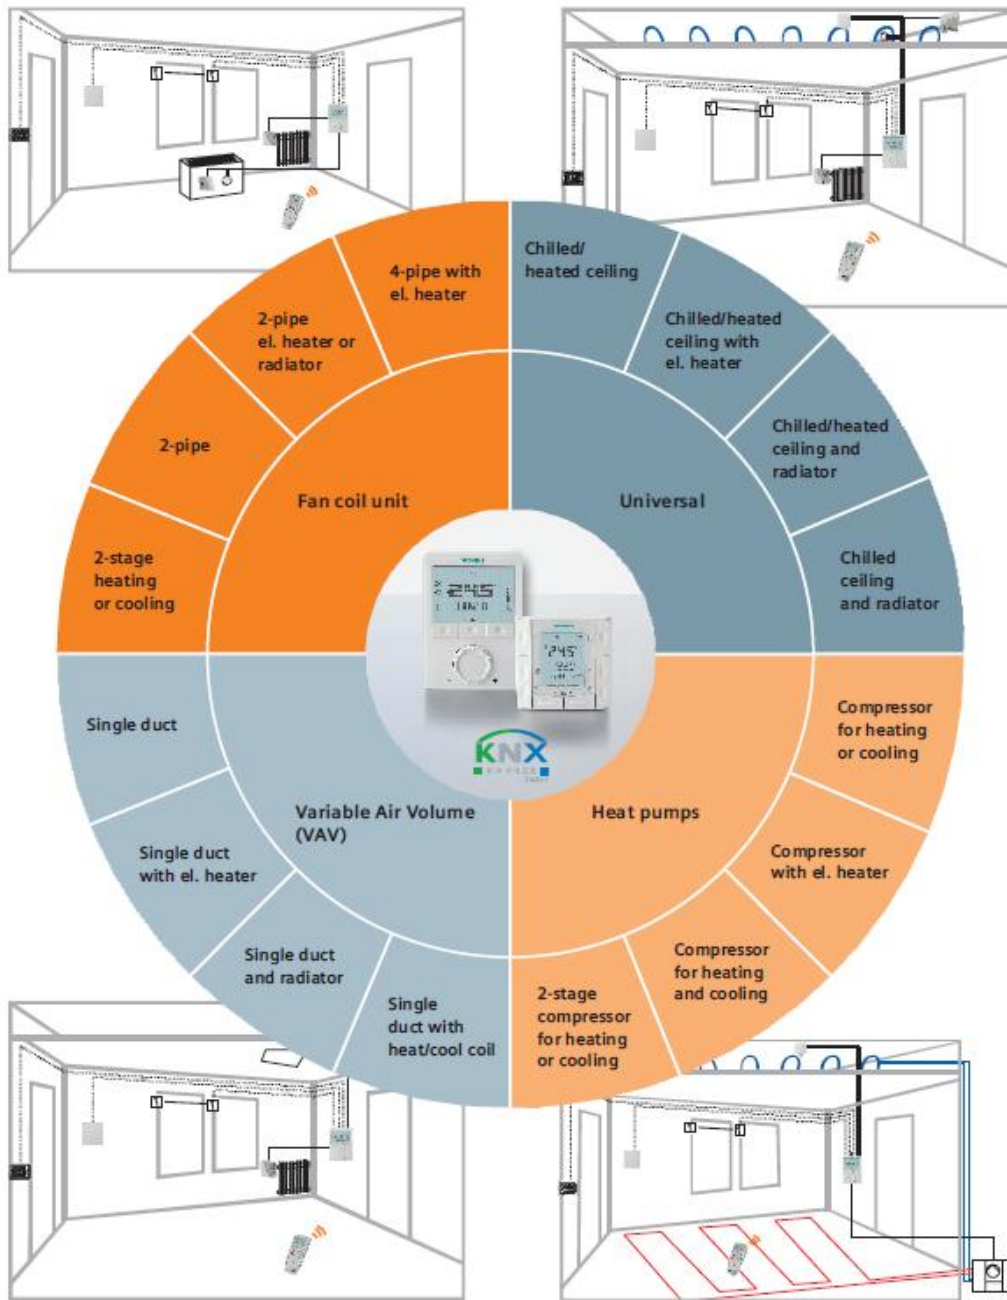 4-pipe with
el. heater
Chilled/
heated ceiling
2-pipe
el. heater or
radiator
Chilled/heated
ceiling with
el. heater
2-pipe
Chilled/heated
ceiling and
radiator
Fan coil unit
Universal
2-stage
heating
or cooling
Chilled
ceiling
and radiator
24.5
24.5
Single duct
KNX
Compressor
for heating
or cooling
Variable Air Volume
(VAV)
Heat pumps
Single duct
with el. heater
Compressor
with el. heater
Single duct
and radiator
Compressor
for heating
and cooling
Single
duct with
heat/cool coil
2-stage
compressor
for heating
or cooling